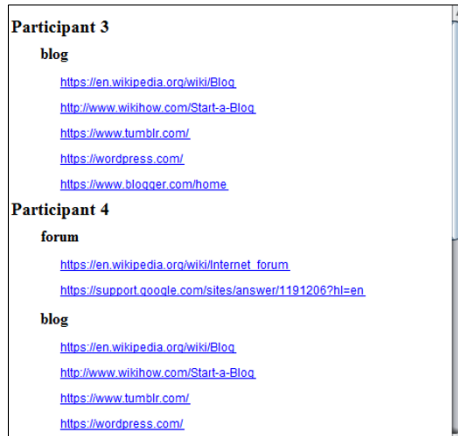 Participant 3
blog
https://en.wikipedia.org/wiki/Blog
http://www.wikihow.com/Start-a-Blog
https://www.tumblr.com/
https://wordpress.com/
https://www.blogger.com/home
Participant 4
forum
https://en.wikipedia.org/wiki/Internet_forum
https://support.google.com/sites/answer/1191206?hl=en
blog
https://en.wikipedia.org/wiki/Blog
http://www.wikihow.com/Start-a-Blog
https://www.tumblr.com/
https://wordpress.com/